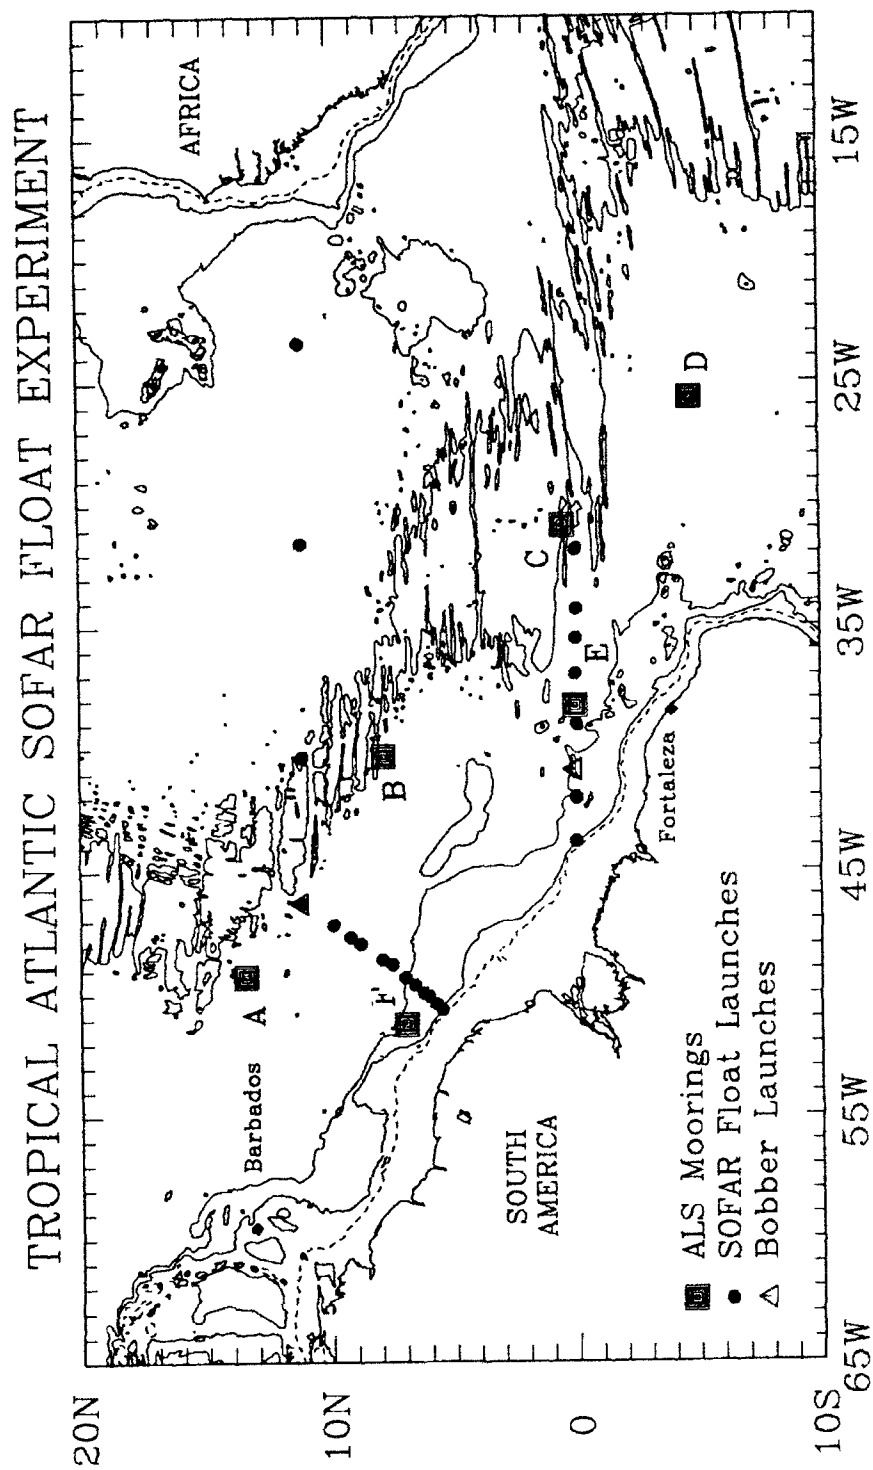 TROPICAL ATLANTIC SOFAR FLOAT EXPERIMENT
AFRICA
Barbados
A
B
C
D
E
F
SOUTH
AMERICA
Fortaleza
ALS Moorings
SOFAR Float Launches
Bobber Launches
20N
10N
0
10S
65W
55W
45W
35W
25W
15W